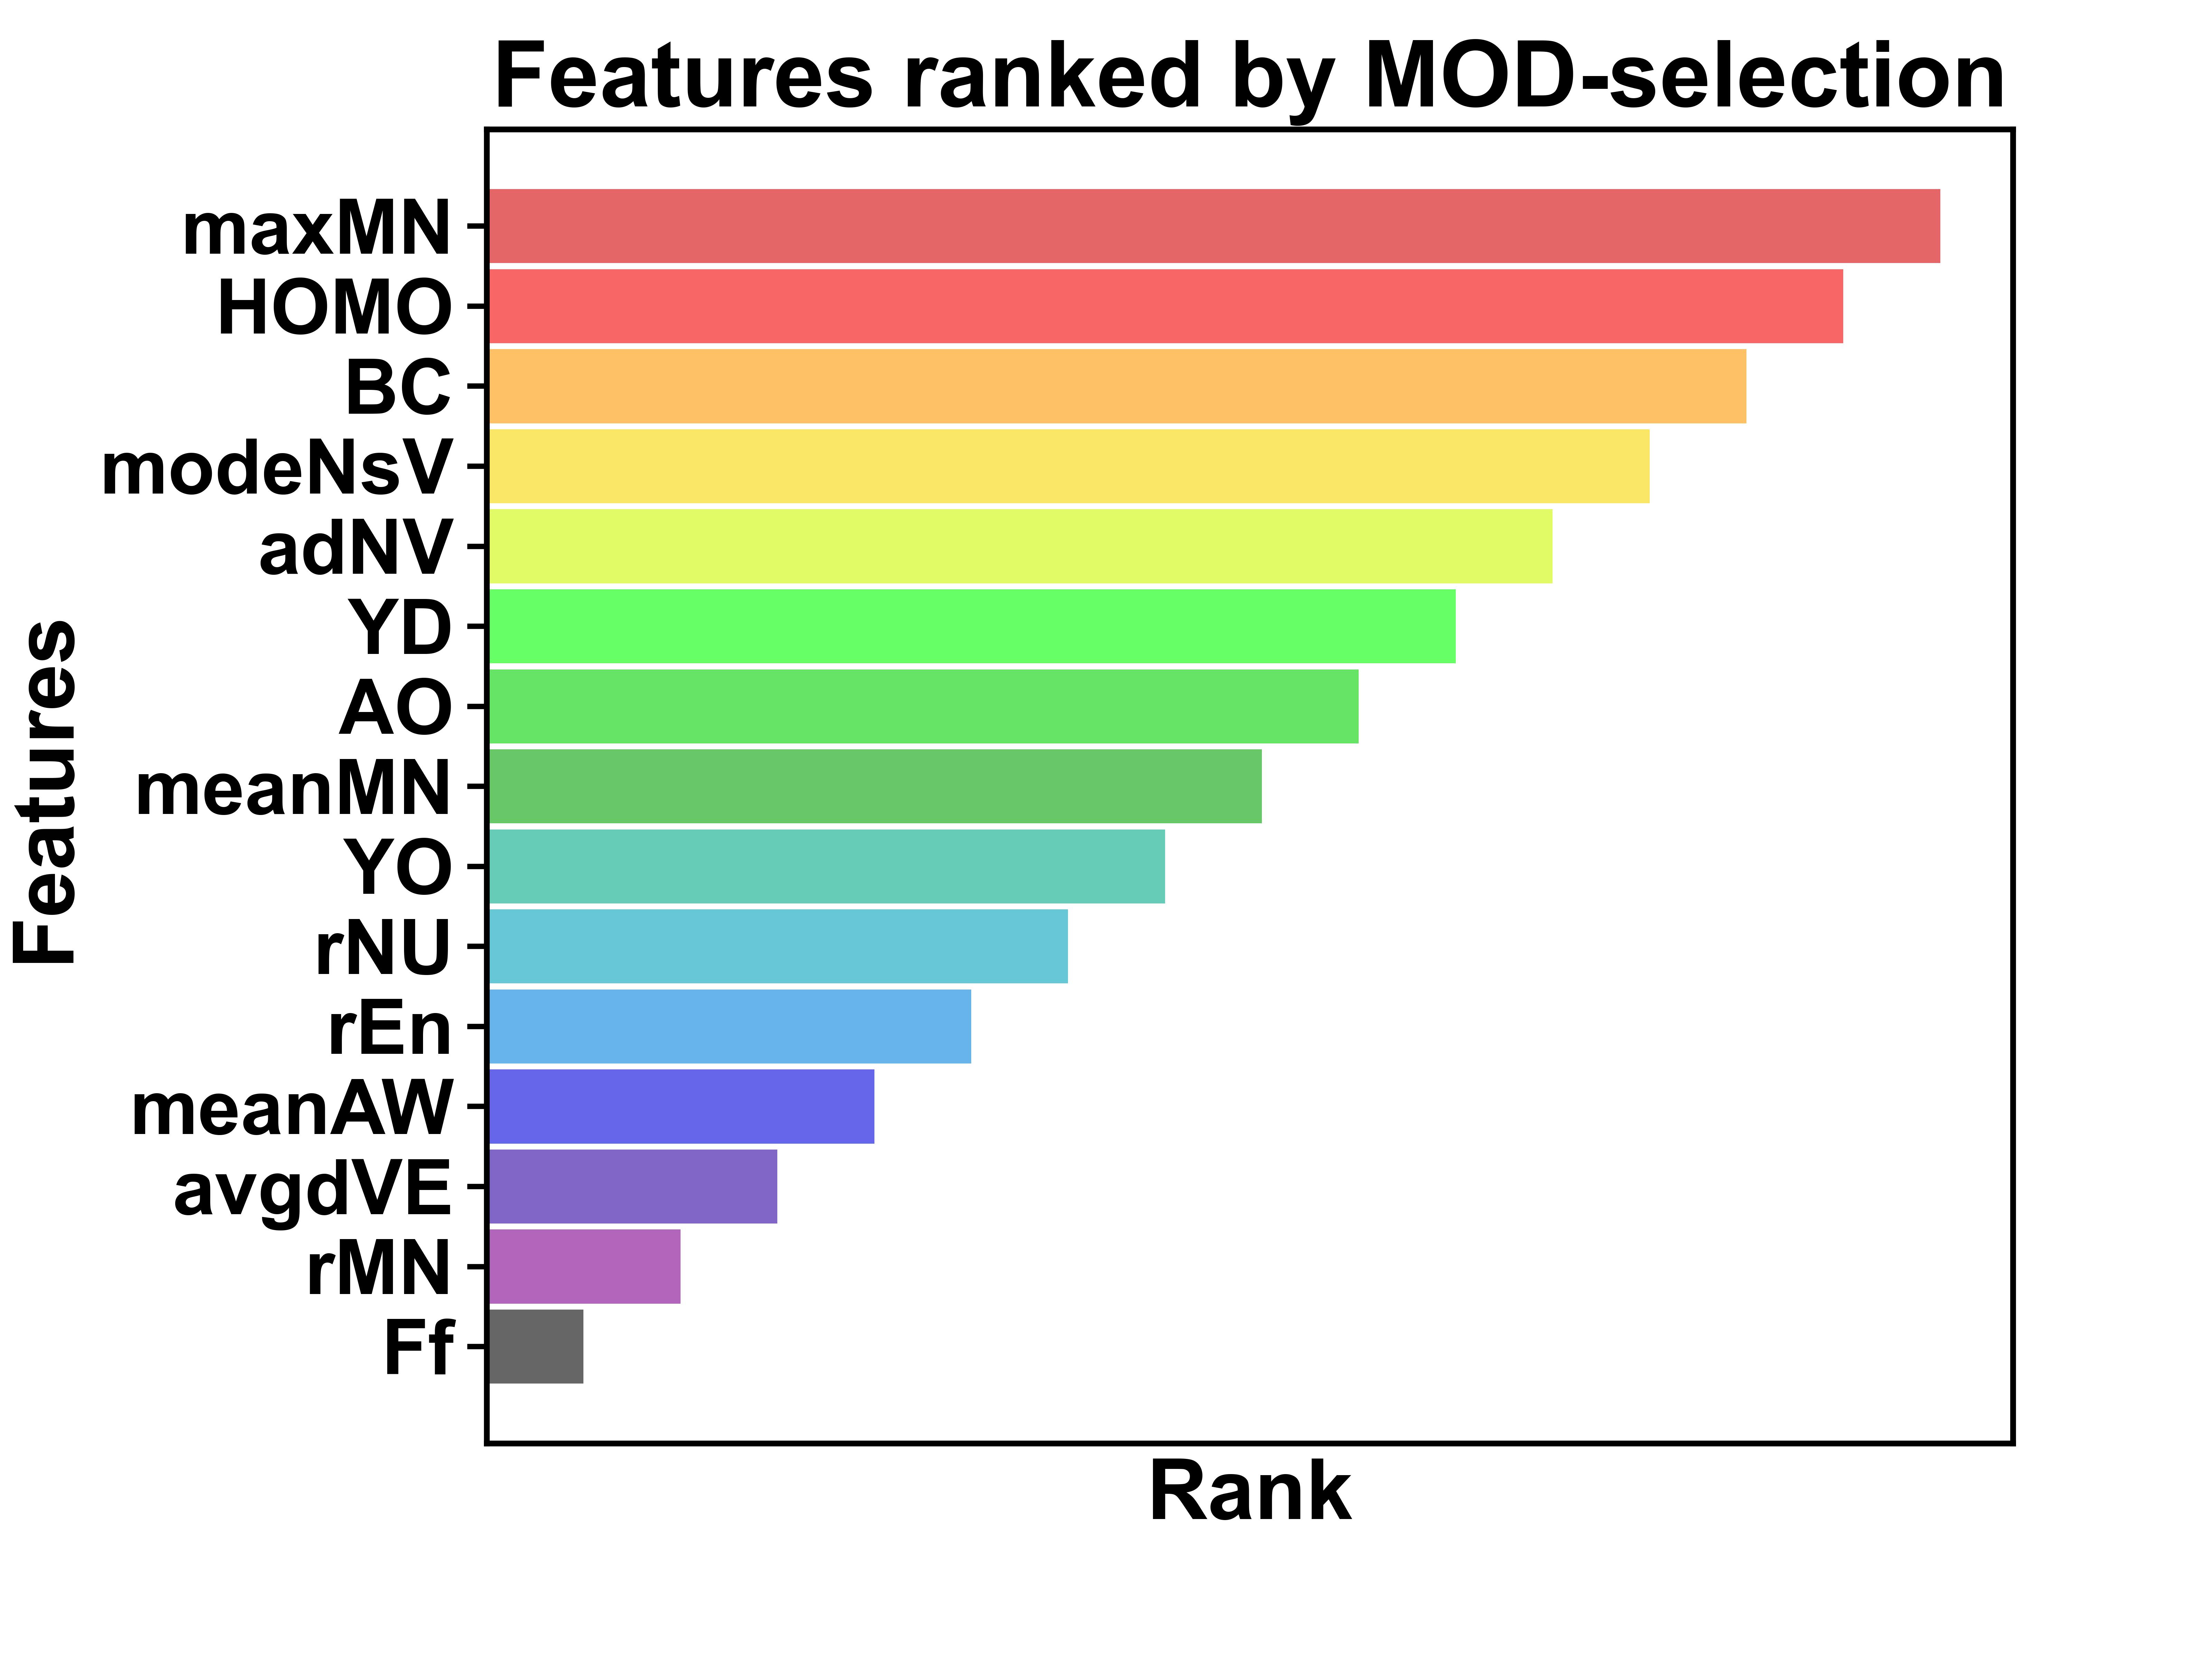 Features ranked by MOD-selection
maxMN
HOMO
BC
modeNsV
adNV
YD
AO
meanMN
YO
rNU
rEn
meanAW
avgdVE
rMN
Ff
Features
Rank